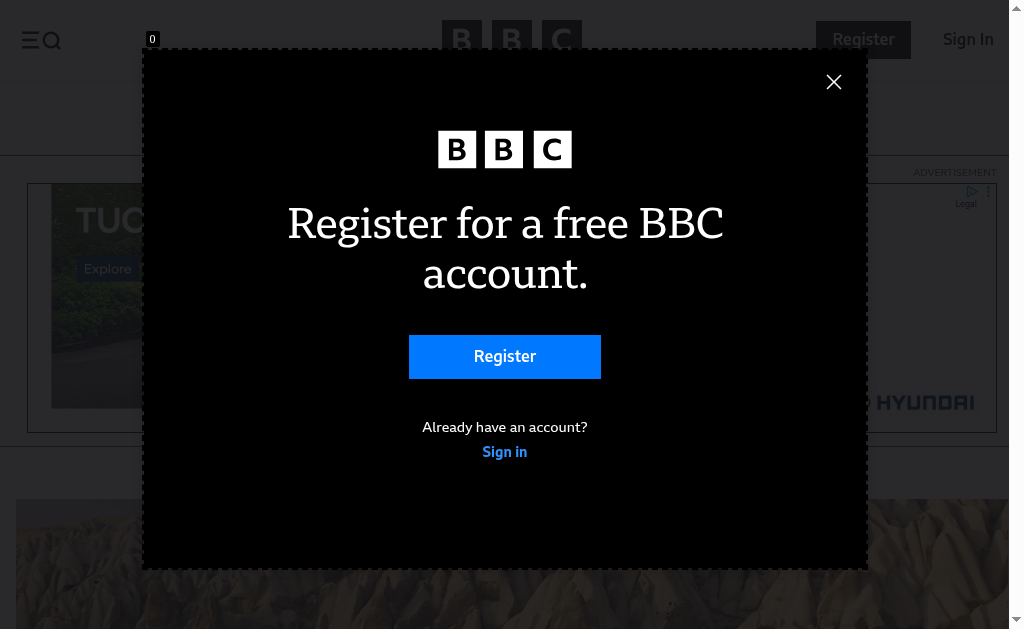 0
BBC
Register
Sign In
BBC
Register for a free BBC
account.
Register
Already have an account?
Sign in
ADVERTISEMENT
Legal
TUC
Explore
HYUNDAI